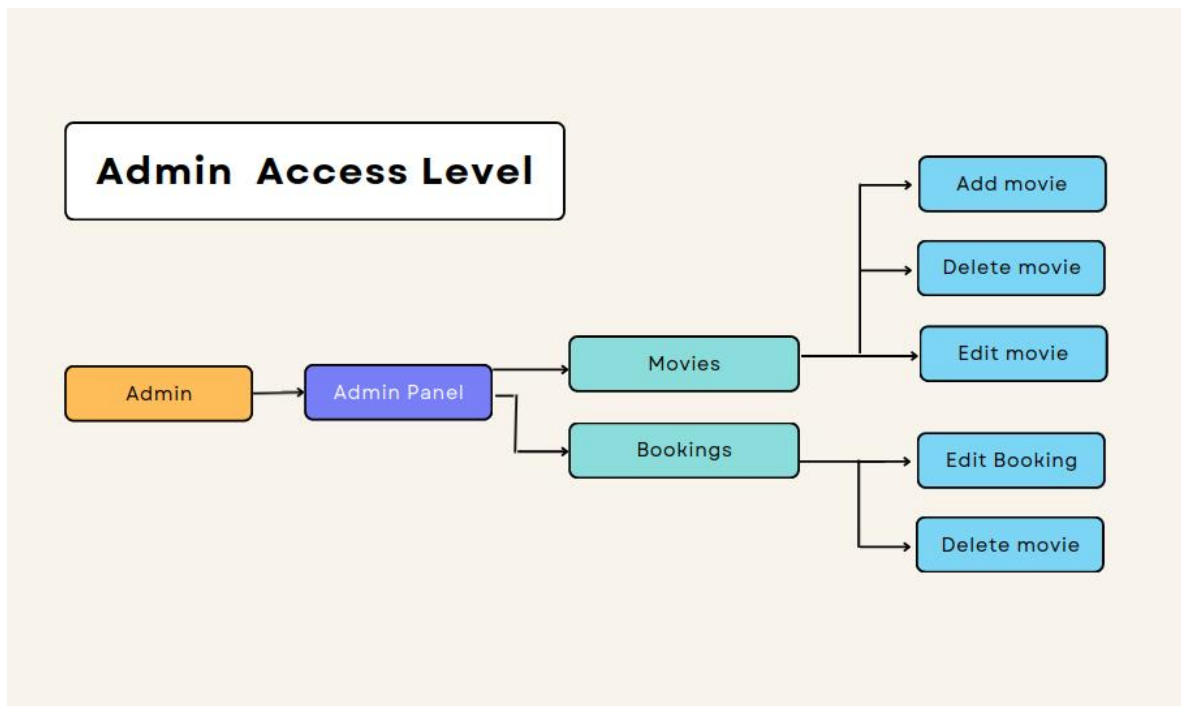 Admin Access Level
Admin
Admin Panel
Movies
Bookings
Add movie
Delete movie
Edit movie
Edit Booking
Delete movie